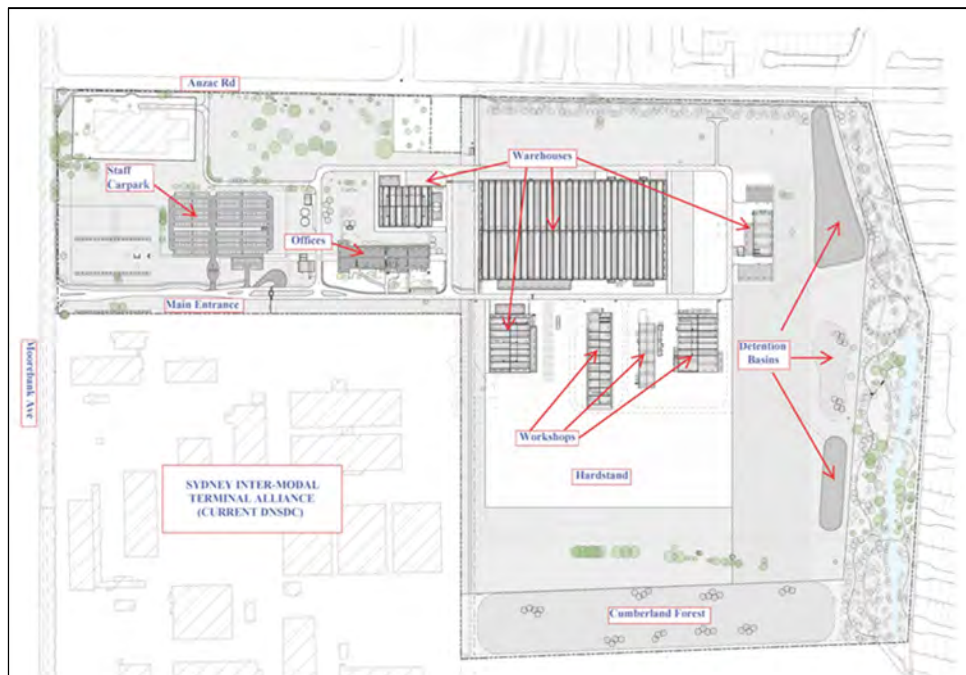 Anzac Rd
Warehouses
Staff
Carpark
Offices
Main Entrance
Moorebank Ave
Detention
Basins
Workshops
Hardstand
SYDNEY INTER-MODAL
TERMINAL ALLIANCE
(CURRENT DNSDC)
Cumberland Forest